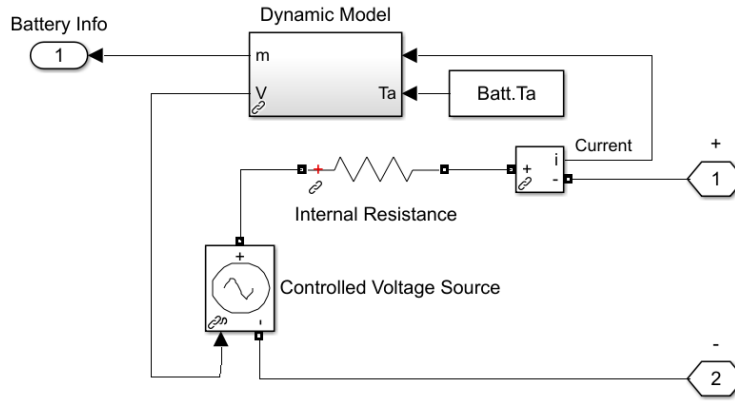 Dynamic Model
Battery Info
1
m
V
Ta
Batt.Ta
Current
+
+
+
i
-
1
Internal Resistance
+
Controlled Voltage Source
s
-
-
2